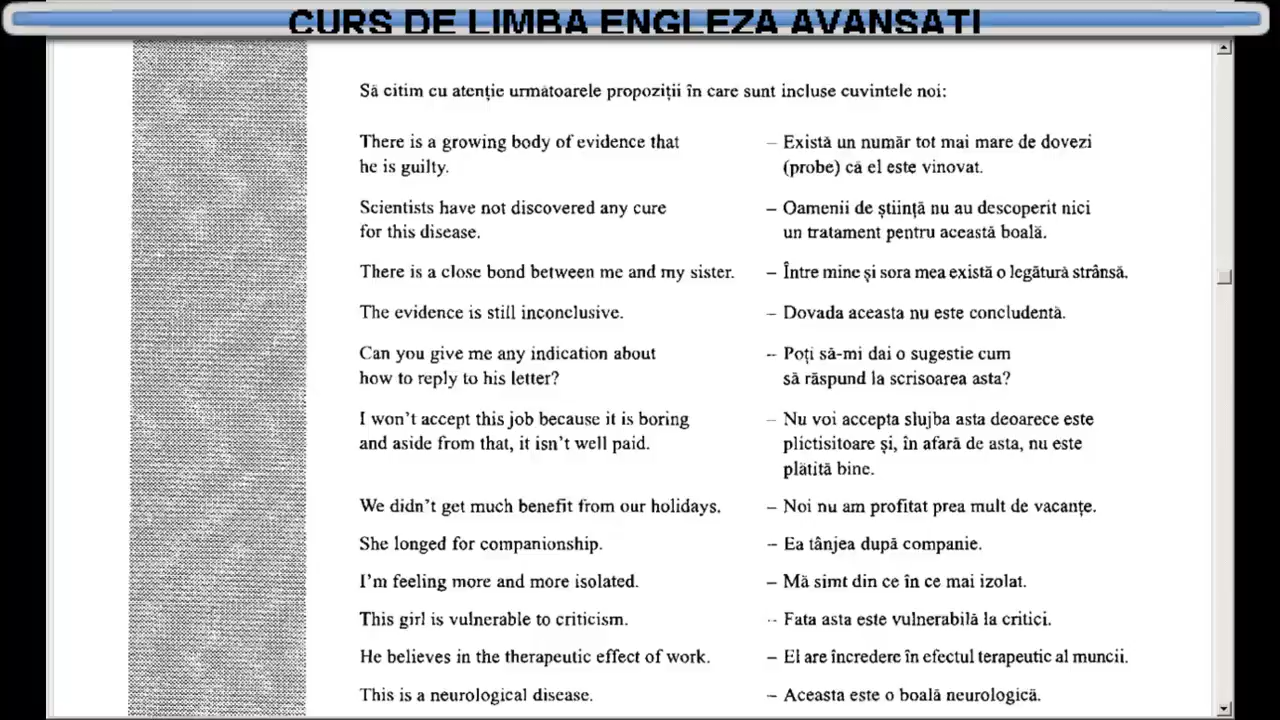 CURS DE LIMBA ENGLEZA AVANSATI
Să citim cu atenție următoarele propoziții în care sunt incluse cuvintele noi:
There is a growing body of evidence that – Există un număr tot mai mare de dovezi
he is guilty. (probe) că el este vinovat.
Scientists have not discovered any cure – Oamenii de știință nu au descoperit nici
for this disease. un tratament pentru această boală.
There is a close bond between me and my sister. – Între mine și sora mea există o legătură strânsă.
The evidence is still inconclusive. – Dovada aceasta nu este concludentă.
Can you give me any indication about – Poți să-mi dai o sugestie cum
how to reply to his letter? să răspund la scrisoarea asta?
I won't accept this job because it is boring – Nu voi accepta slujba asta deoarece este
and aside from that, it isn't well paid. plictisitoare și, în afară de asta, nu este
plătită bine.
We didn't get much benefit from our holidays. – Noi nu am profitat prea mult de vacanțe.
She longed for companionship. – Ea tânjea după companie.
I'm feeling more and more isolated. – Mă simt din ce în ce mai izolat.
This girl is vulnerable to criticism. – Fata asta este vulnerabilă la critici.
He believes in the therapeutic effect of work. – El are încredere în efectul terapeutic al muncii.
This is a neurological disease. – Aceasta este o boală neurologică.